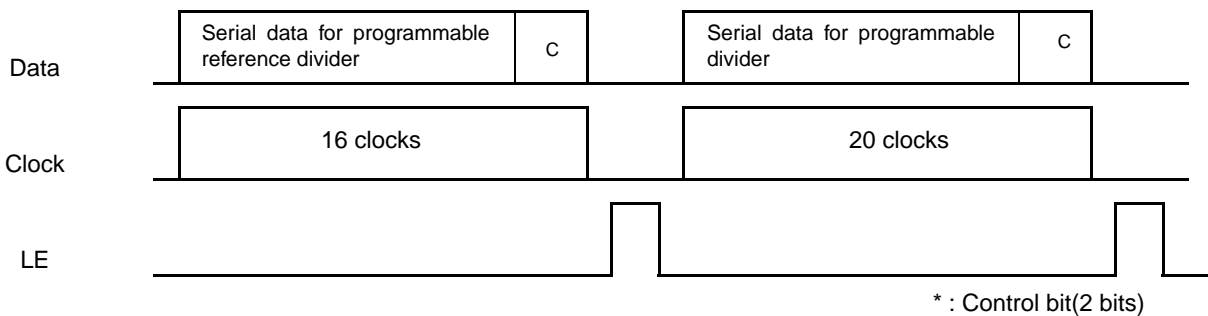 Data
Serial data for programmable
reference divider
C
Serial data for programmable
divider
C
Clock
16 clocks
20 clocks
LE
* : Control bit(2 bits)